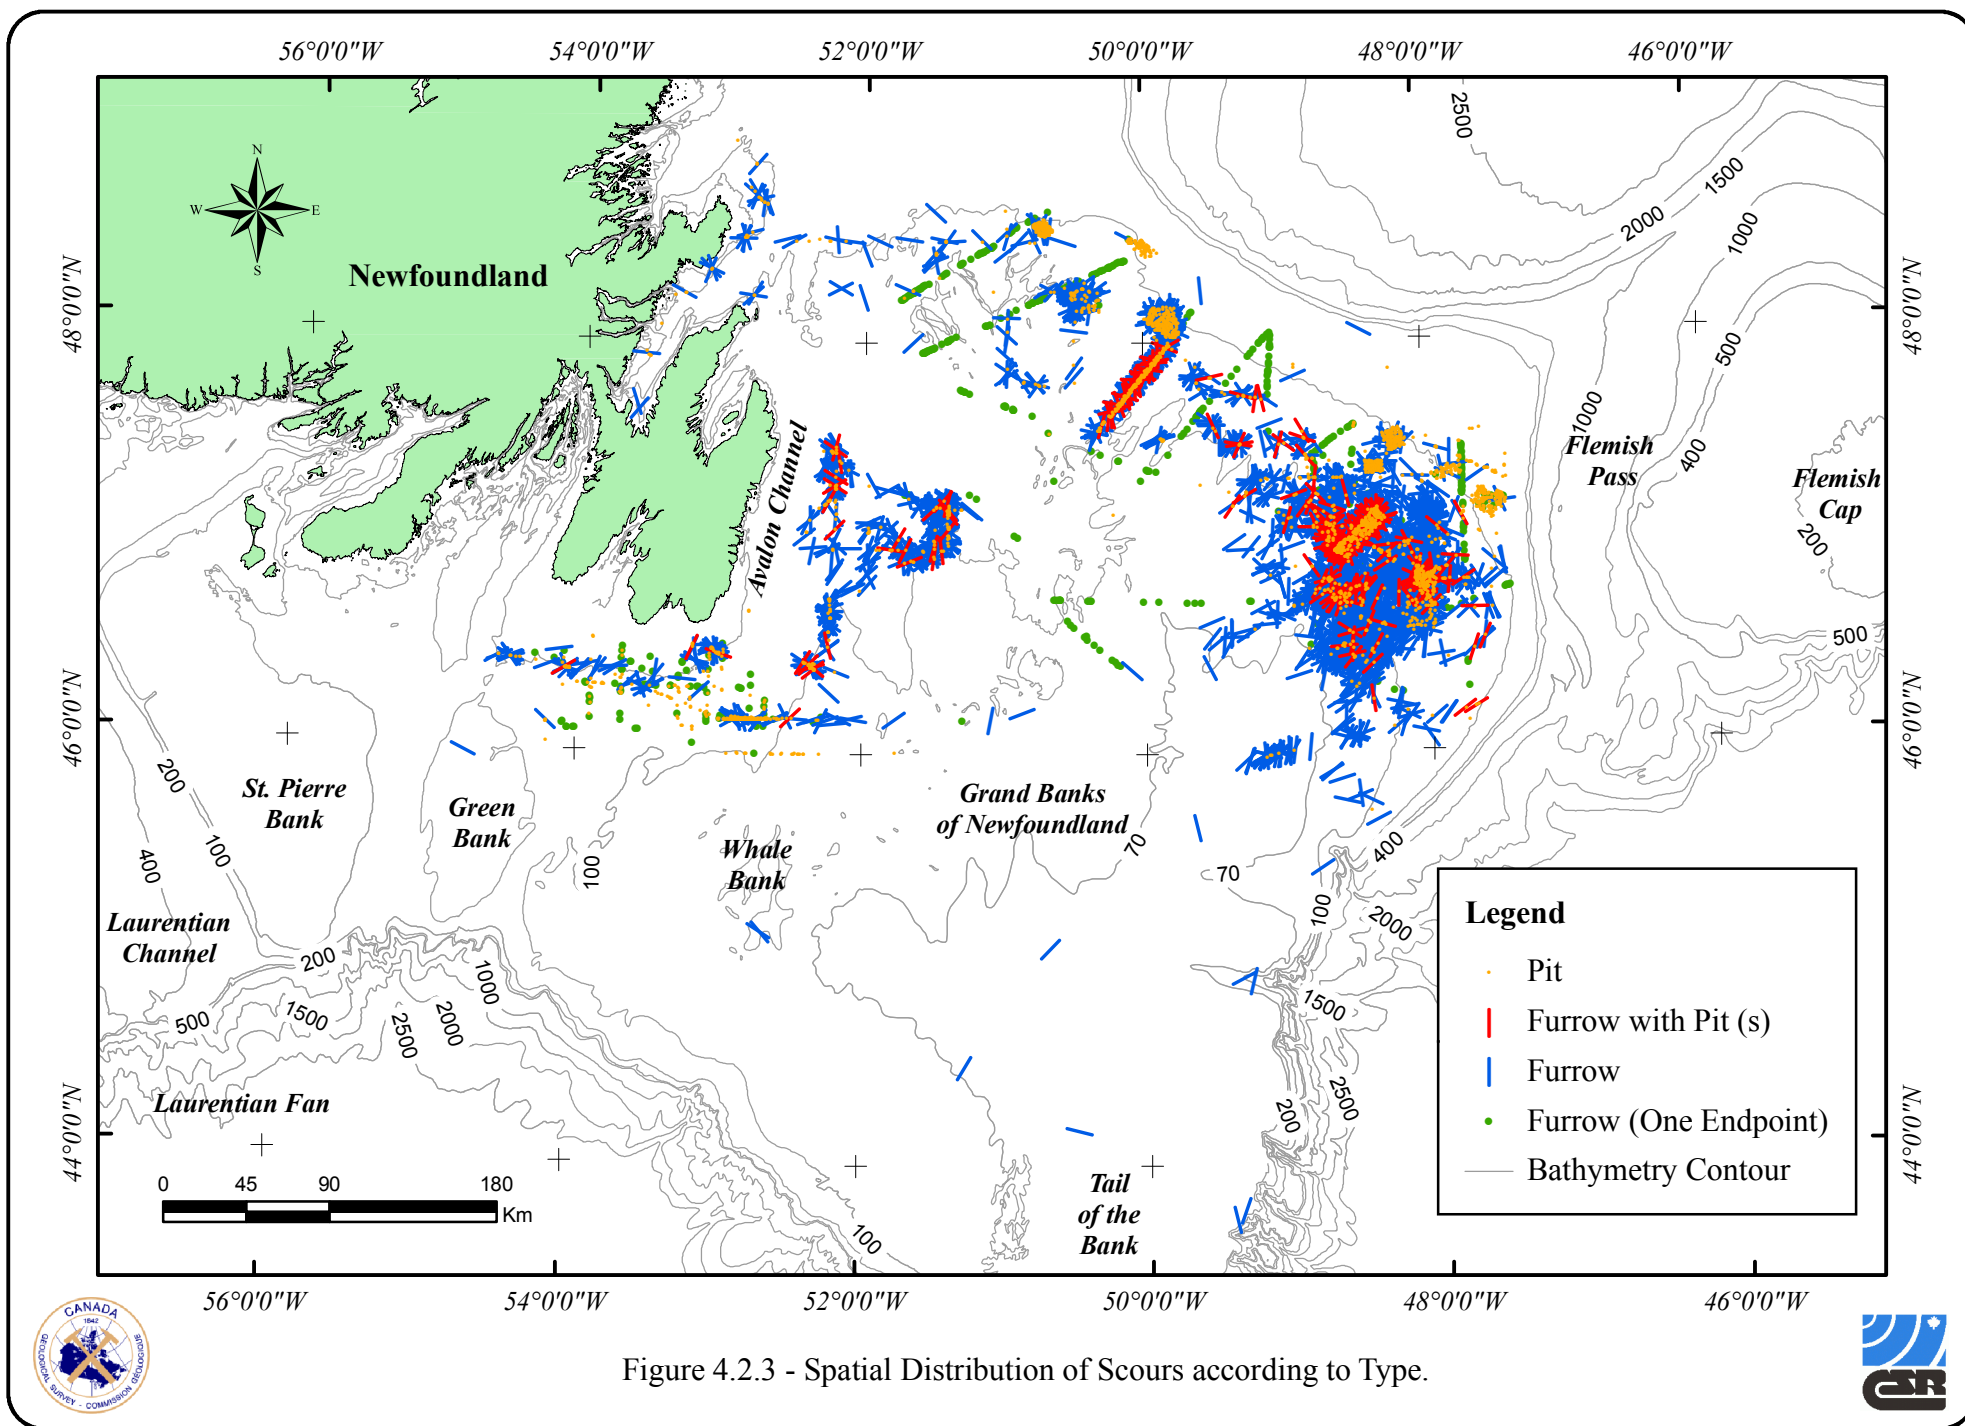 56°0'0"W 54°0'0"W 52°0'0"W 50°0'0"W 48°0'0"W 46°0'0"W
N
W E
S
Newfoundland
2500
1500
2000
1000
48°0'0"N
48°0'0"N
500
1000
400
Flemish
Pass
Flemish
Cap
200
Avalon Channel
500
46°0'0"N
46°0'0"N
200
100
400
St. Pierre
Bank
Green
Bank
100
Whale
Bank
Grand Banks
of Newfoundland
70
70
400
100
2000
Laurentian
Channel
200
500
1500
1000
2000
2500
1500
2500
200
Laurentian Fan
44°0'0"N
44°0'0"N
0 45 90 180
Km
100
Tail
of the
Bank
Legend
Pit
Furrow with Pit (s)
Furrow
Furrow (One Endpoint)
Bathymetry Contour
56°0'0"W 54°0'0"W 52°0'0"W 50°0'0"W 48°0'0"W 46°0'0"W
CANADA
1842
GEOLOGICAL SURVEY - COMMISSION GÉOLOGIQUE
Figure 4.2.3 - Spatial Distribution of Scours according to Type.
CSR